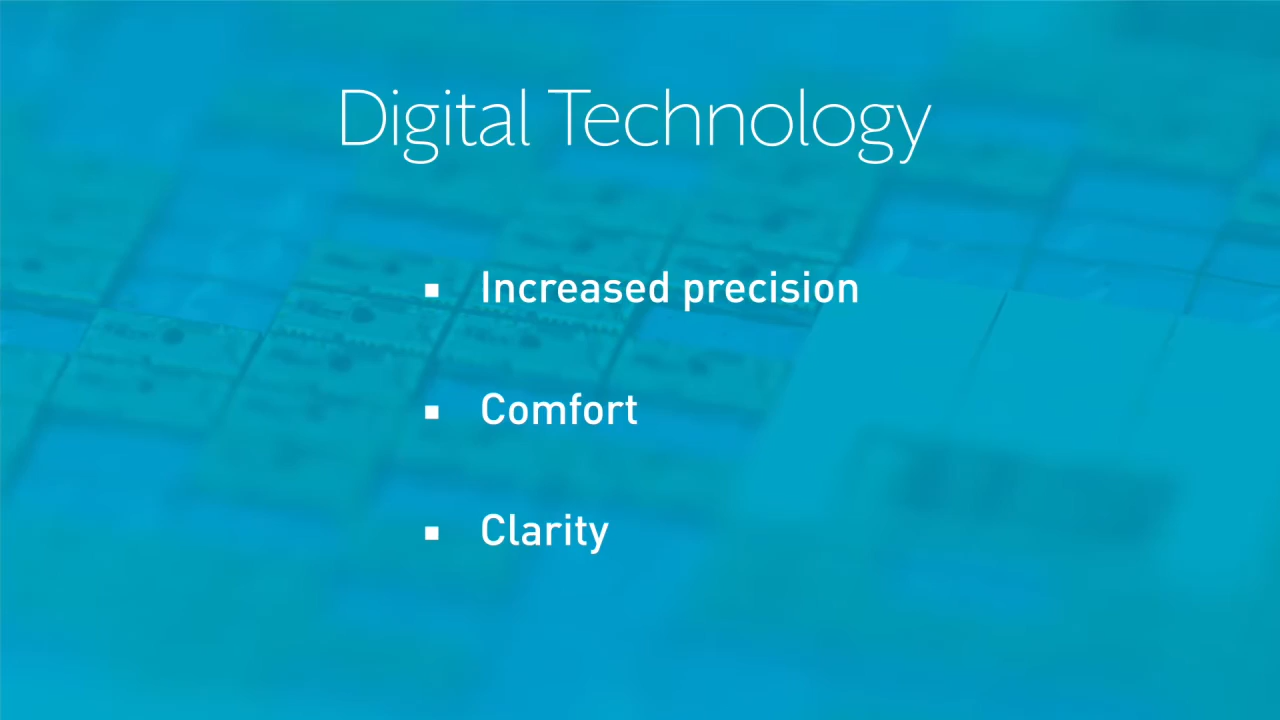 Digital Technology
▪ Increased precision
▪ Comfort
▪ Clarity